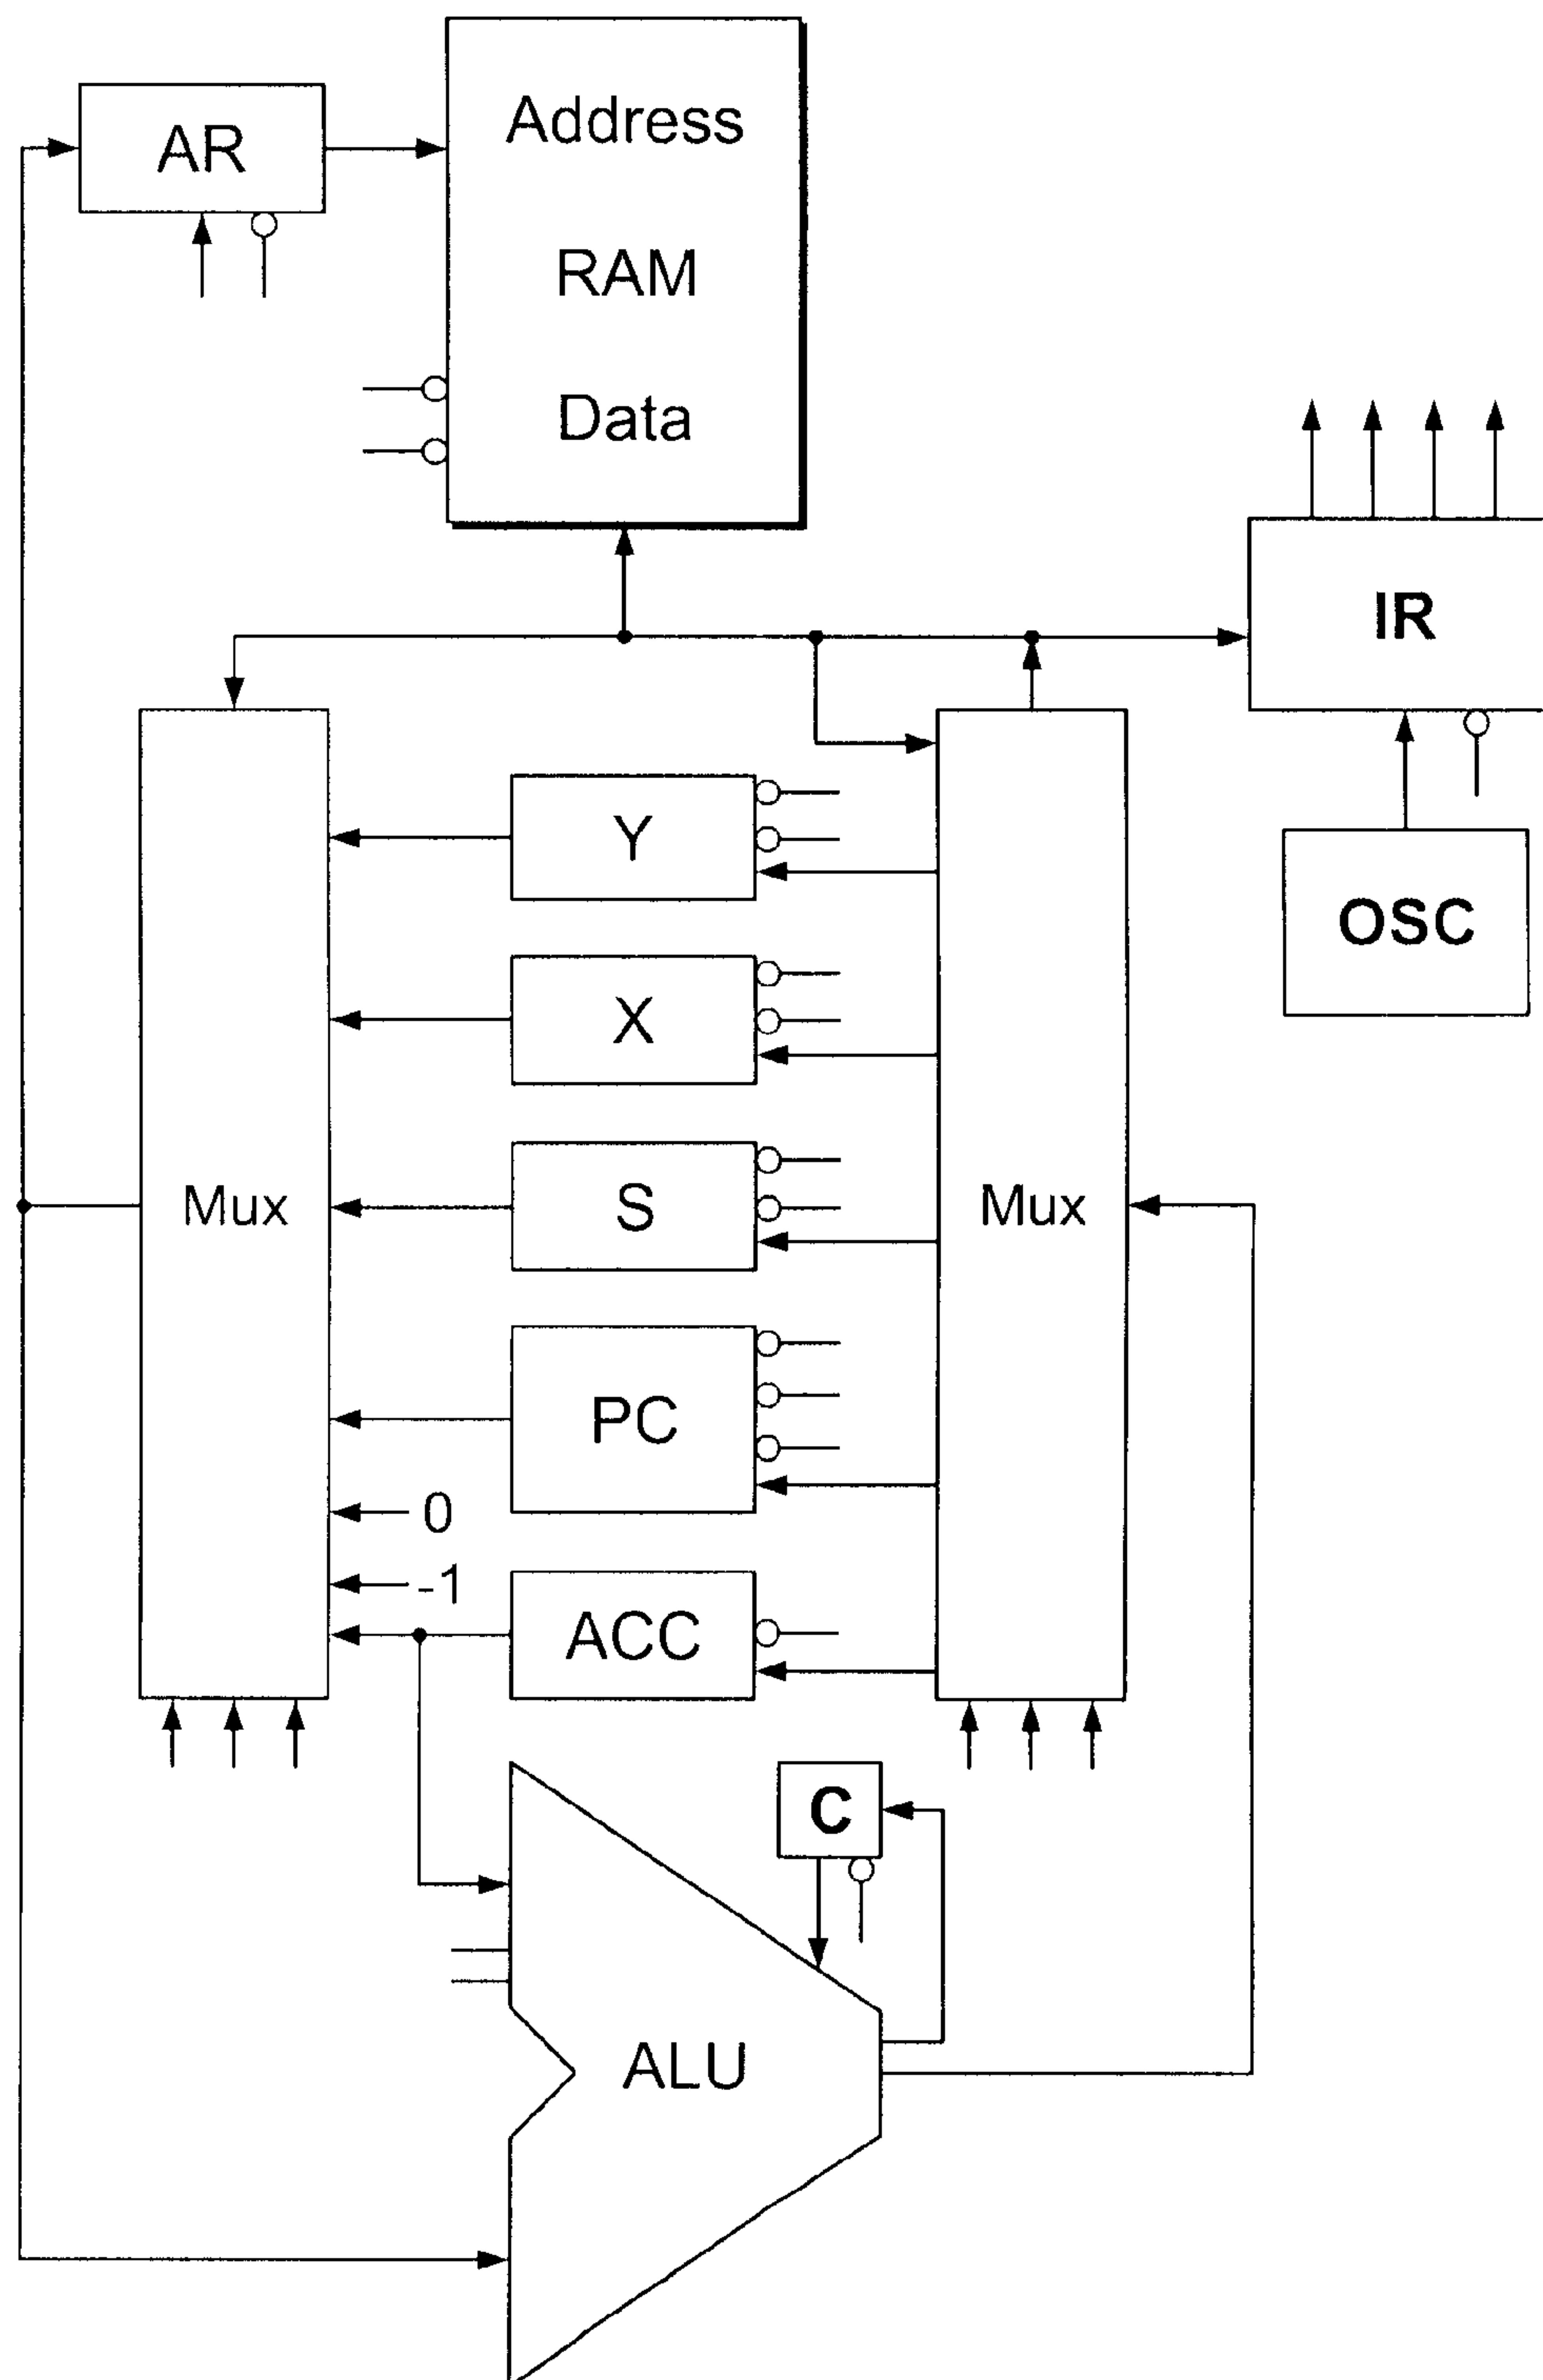 AR
Address
RAM
Data
IR
Y
OSC
X
Mux
S
Mux
PC
0
-1
ACC
C
ALU